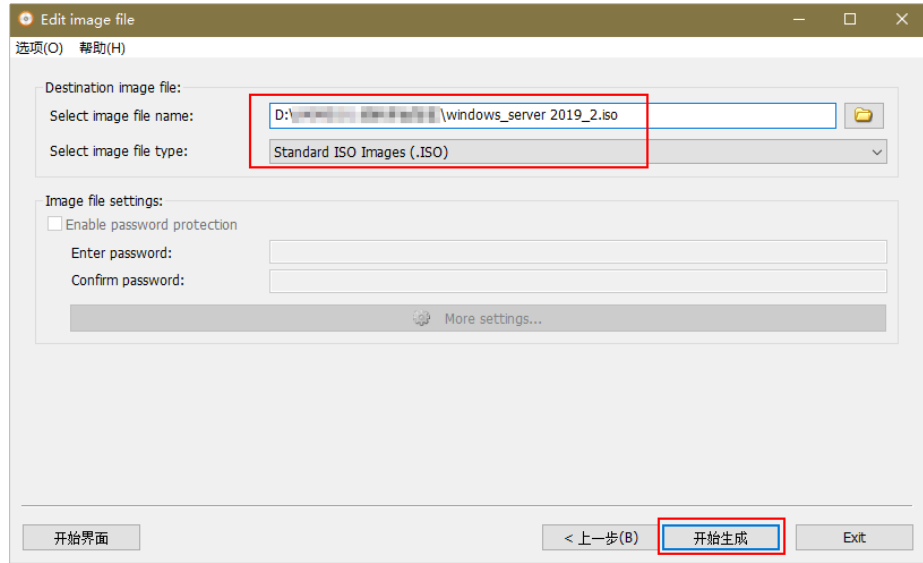 Edit image file
选项(O) 帮助(H)
Destination image file:
Select image file name: D:\ \windows_server 2019_2.iso
Select image file type: Standard ISO Images (.ISO)
Image file settings:
Enable password protection
Enter password:
Confirm password:
More settings...
开始界面 < 上一步(B) 开始生成 Exit